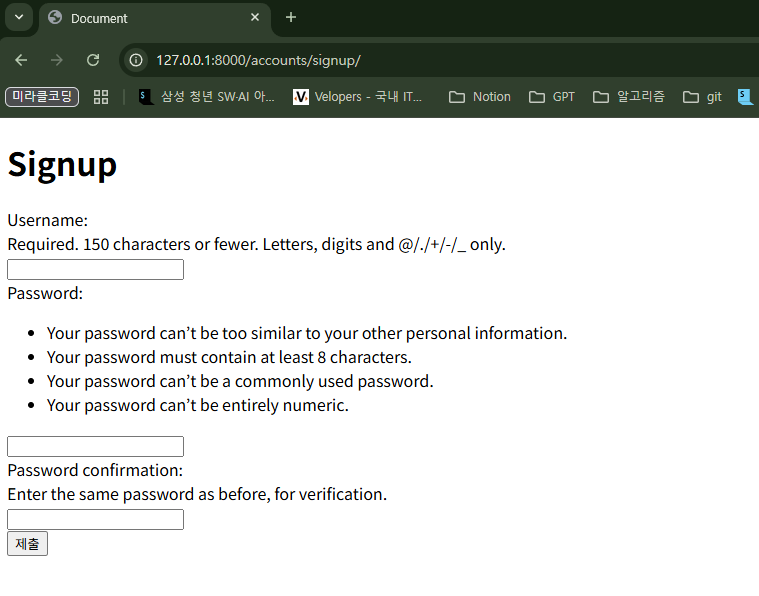 Document
127.0.0.1:8000/accounts/signup/
미라클코딩
삼성 청년 SW·AI 아...
Velopers - 국내 IT...
Notion
GPT
알고리즘
git
Signup
Username:
Required. 150 characters or fewer. Letters, digits and @/./+/-/_ only.
Password:
Your password can’t be too similar to your other personal information.
Your password must contain at least 8 characters.
Your password can’t be a commonly used password.
Your password can’t be entirely numeric.
Password confirmation:
Enter the same password as before, for verification.
제출